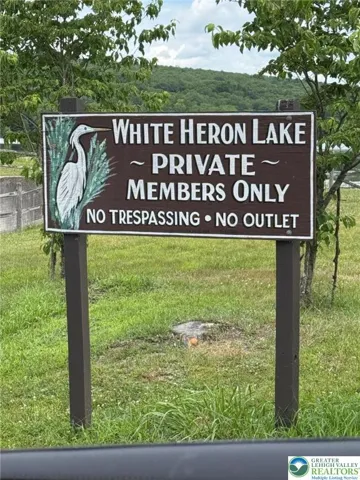 WHITE HERON LAKE
~ PRIVATE ~
MEMBERS ONLY
NO TRESPASSING • NO OUTLET
GREATER
LEHIGH VALLEY
REALTORS®
Multiple Listing Service